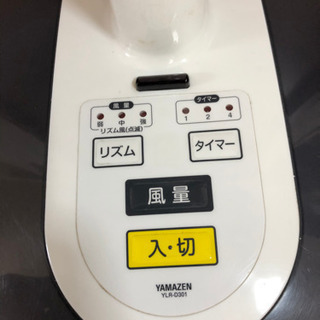 風量
弱 中 強
リズム風(点滅)
タイマー
1 2 4
リズム
タイマー
風量
入・切
YAMAZEN
YLR-D301